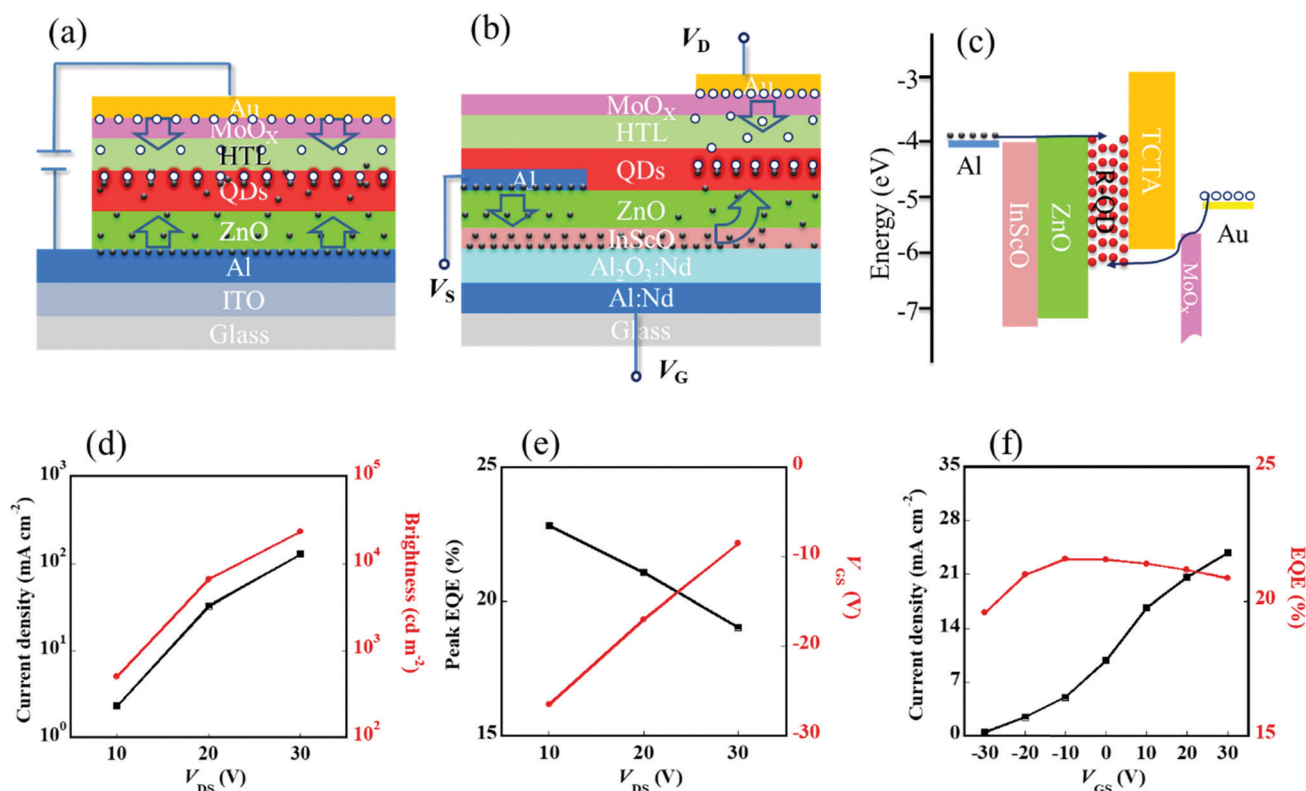 (a)
Au
MoOx
HTL
QDs
ZnO
Al
ITO
Glass
(b)
VD
Au
MoOX
HTL
QDs
Al
ZnO
InScO
Al2O3:Nd
Al:Nd
Glass
VS
VG
(c)
Energy (eV)
-3
-4
-5
-6
-7
Al
InScO
ZnO
R-QD
TCTA
MoOx
Au
(d)
Current density (mA cm-2)
10^3
10^2
10^1
10^0
10^5
10^4
10^3
10^2
Brightness (cd m-2)
10 20 30
VDS (V)
(e)
Peak EQE (%)
25
20
15
0
-10
-20
-30
VGS (V)
10 20 30
VDS (V)
(f)
Current density (mA cm-2)
35
28
21
14
7
0
25
20
15
EQE (%)
-30 -20 -10 0 10 20 30
VGS (V)